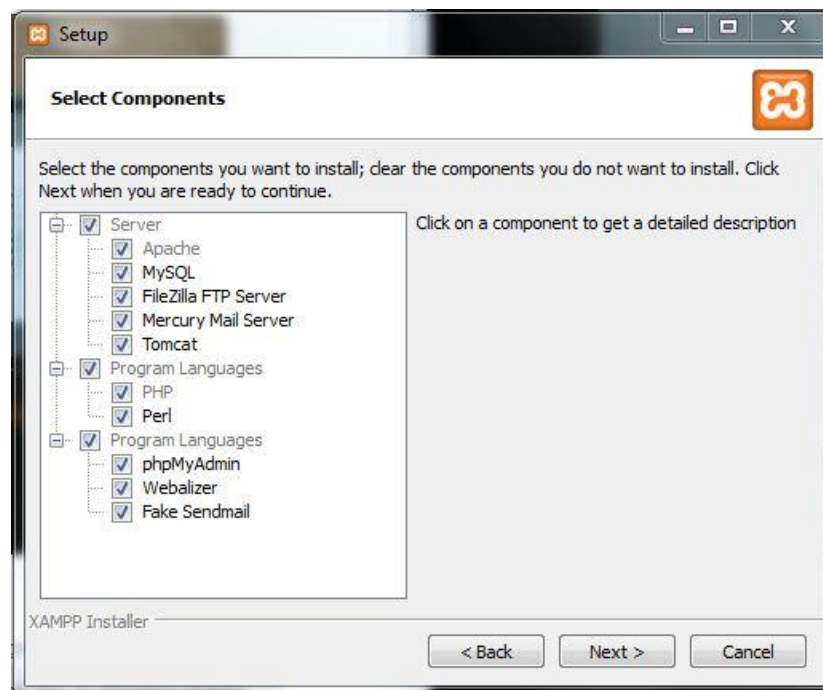 Setup
Select Components
Select the components you want to install; clear the components you do not want to install. Click
Next when you are ready to continue.
Server
Apache
MySQL
FileZilla FTP Server
Mercury Mail Server
Tomcat
Program Languages
PHP
Perl
Program Languages
phpMyAdmin
Webalizer
Fake Sendmail
Click on a component to get a detailed description
XAMPP Installer
< Back
Next >
Cancel